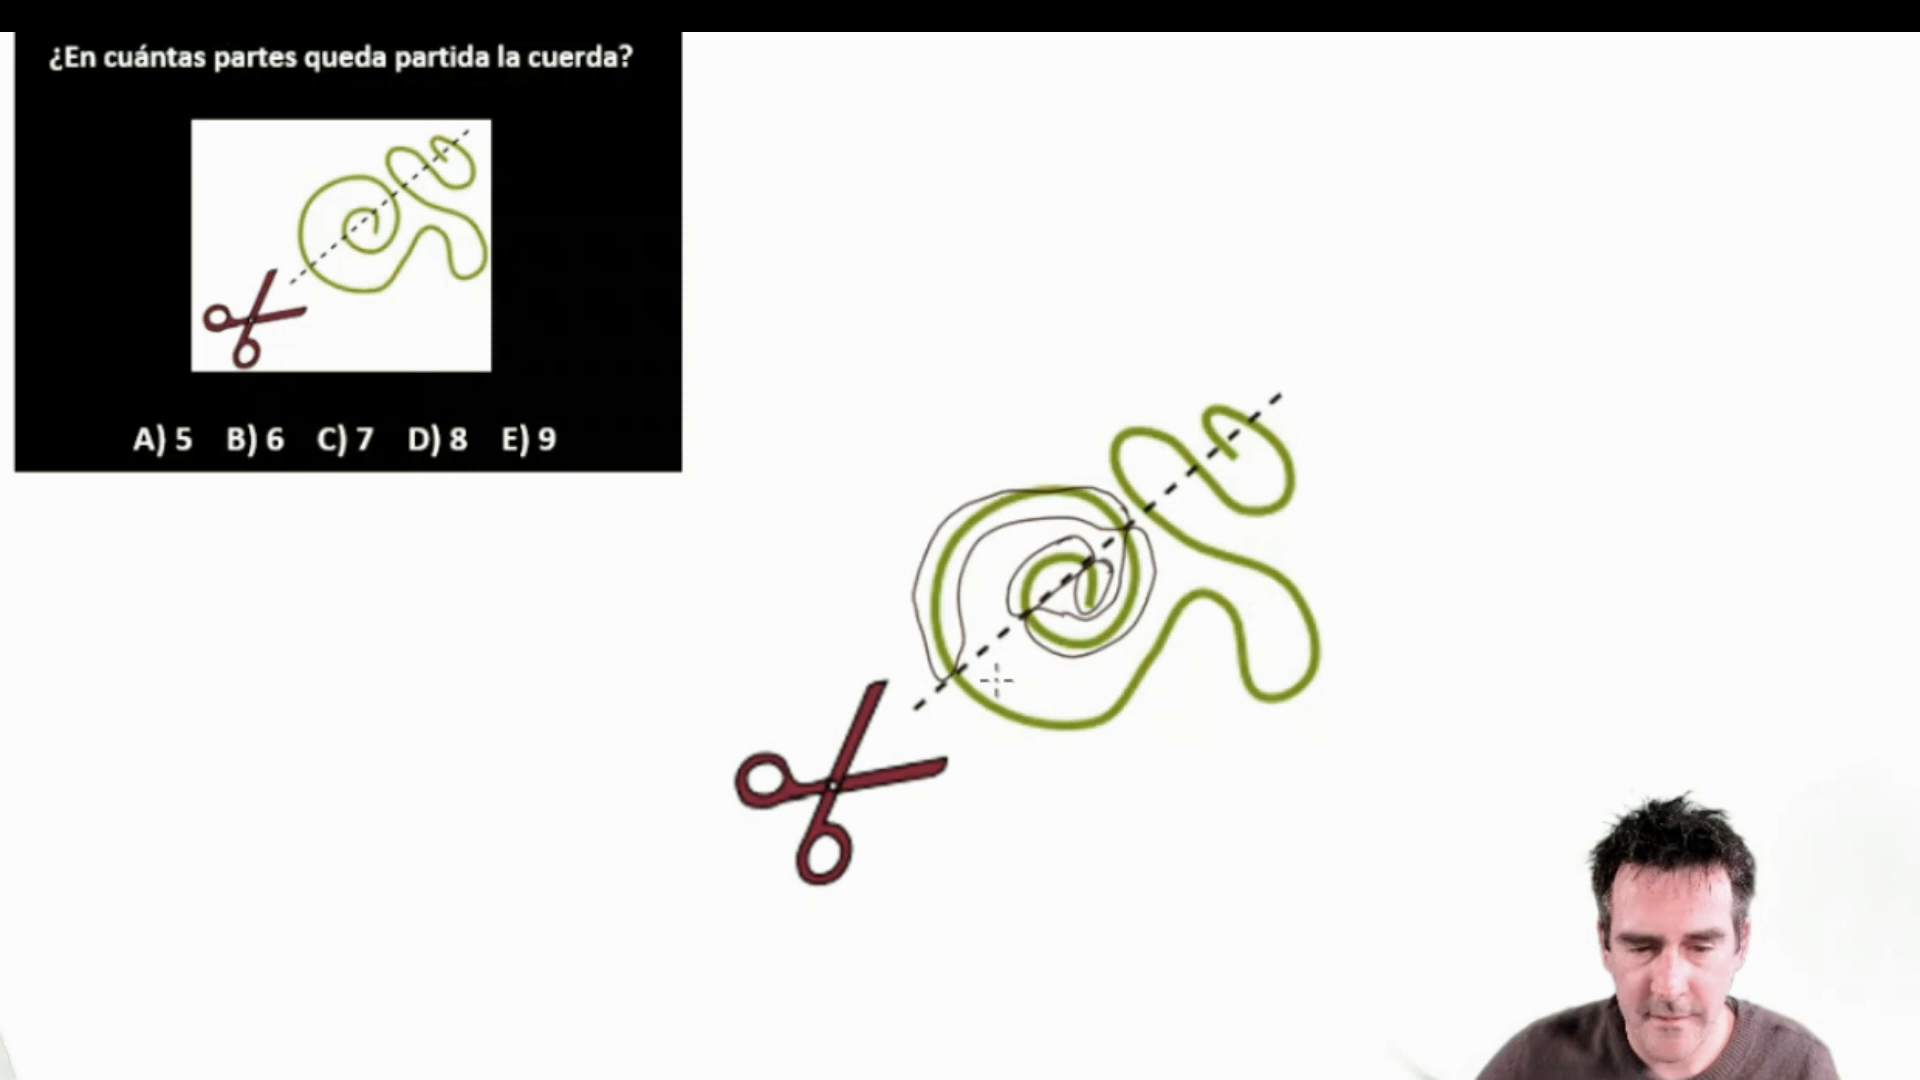 ¿En cuántas partes queda partida la cuerda?
A) 5 B) 6 C) 7 D) 8 E) 9